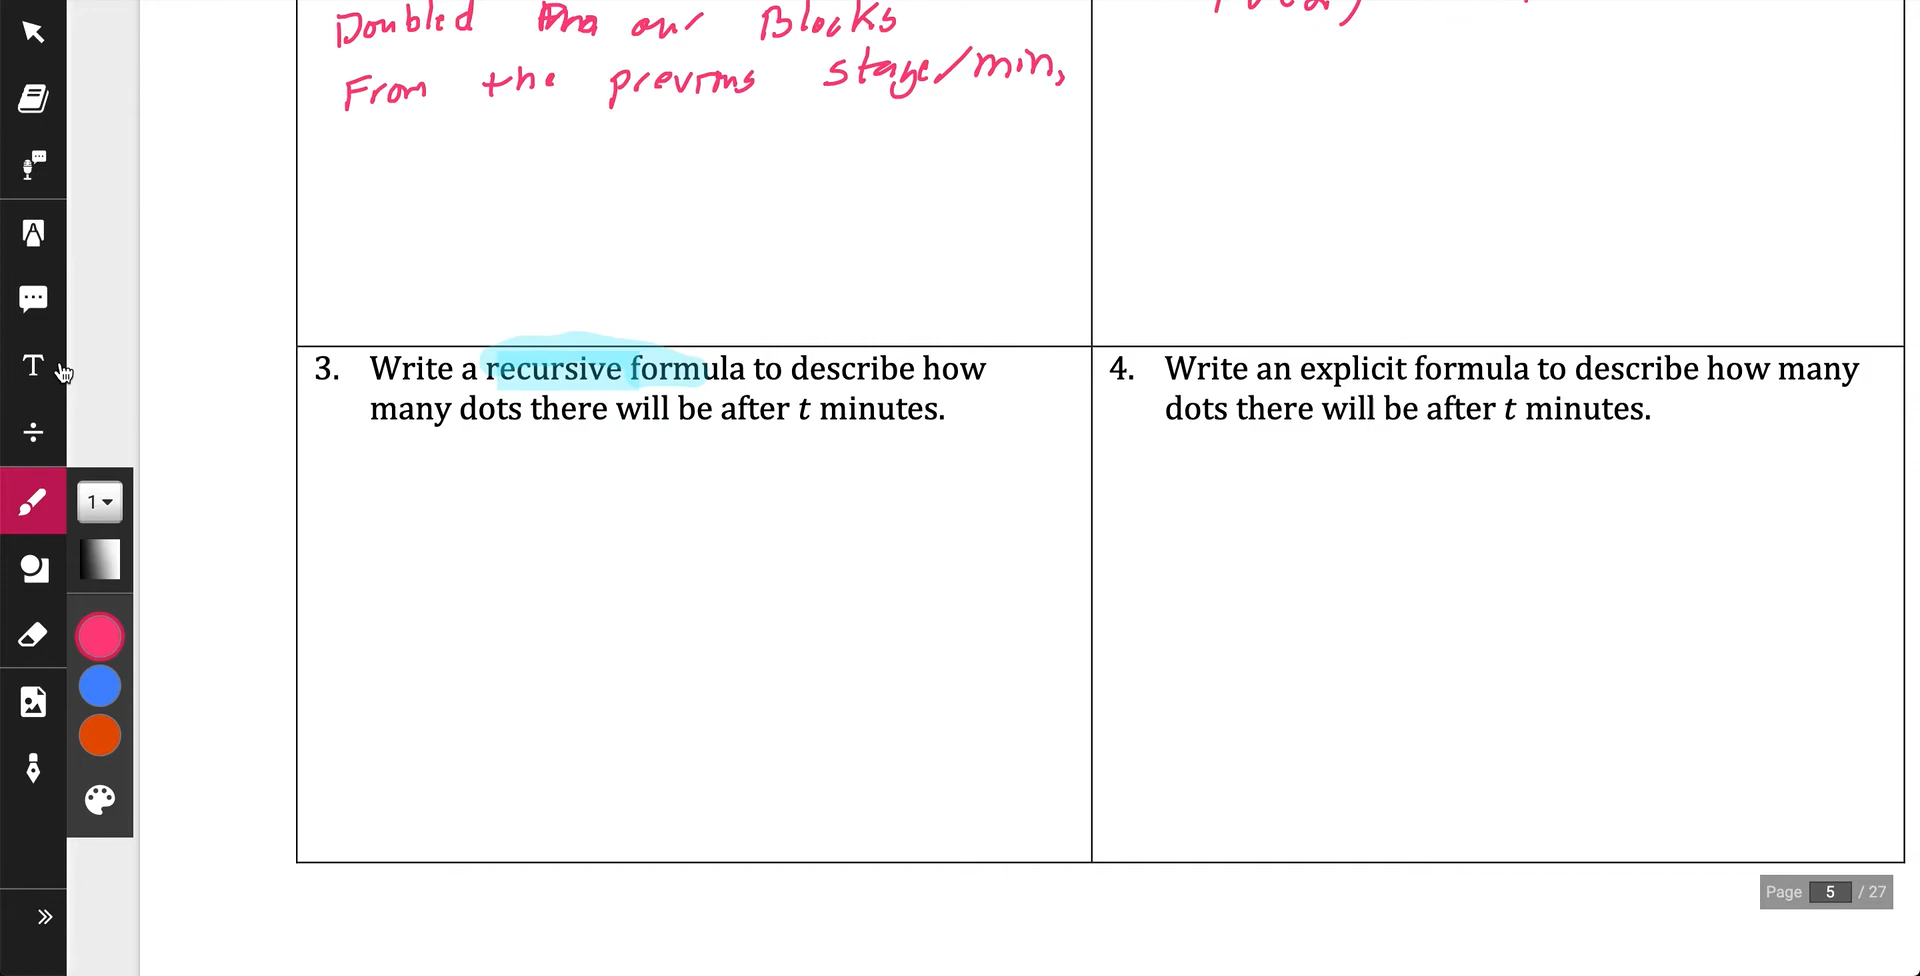 Doubled our Blocks
From the previous stage/min,
3. Write a recursive formula to describe how
many dots there will be after t minutes.
4. Write an explicit formula to describe how many
dots there will be after t minutes.
T
÷
1
Page 5 / 27